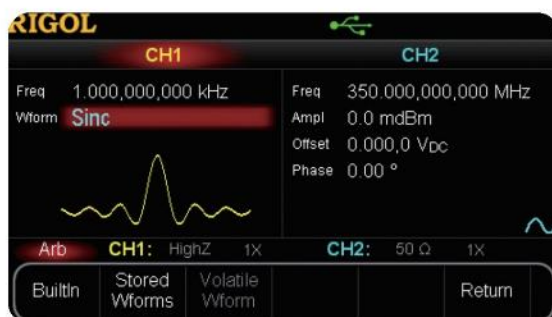 RIGOL
CH1 CH2
Freq 1.000,000,000 kHz
Wform Sinc
Freq 350.000,000,000 MHz
Ampl 0.0 mdBm
Offset 0.000,0 VDC
Phase 0.00 °
Arb CH1: HighZ 1X CH2: 50 Ω 1X
BuiltIn Stored Wforms Volatile Wform Return